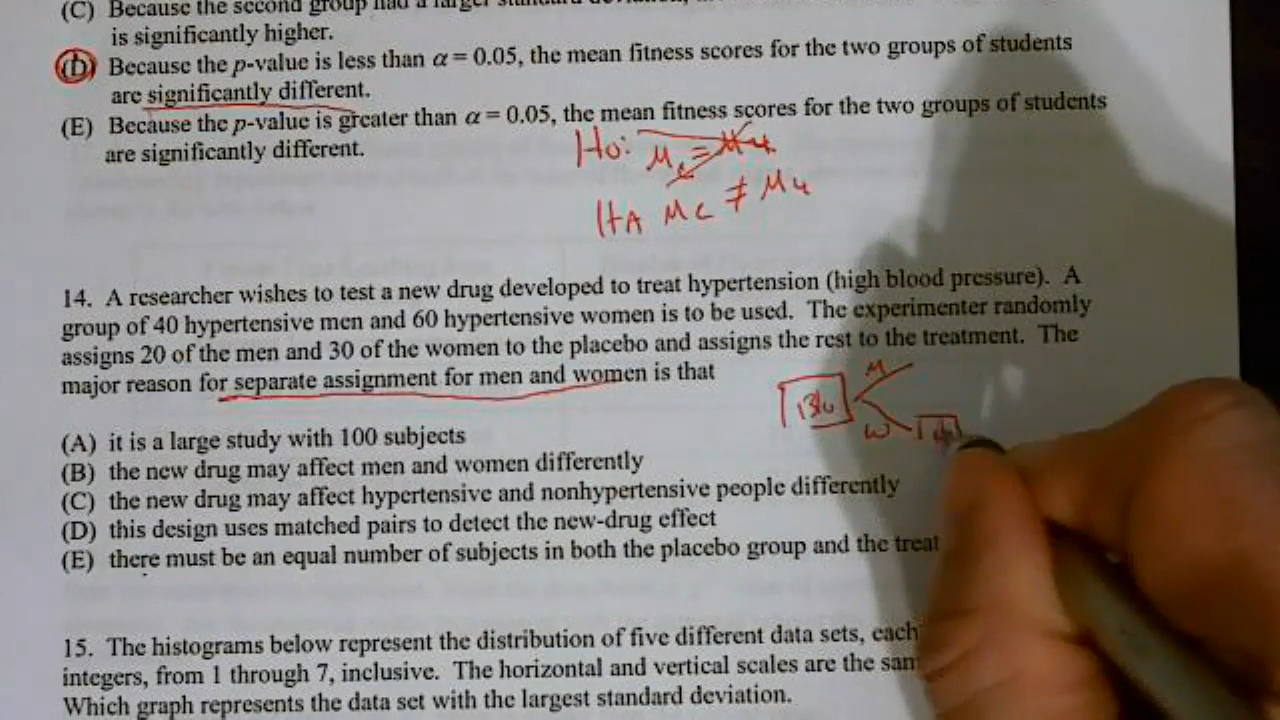 (C) Because the second group had a larger standard
is significantly higher.
(D) Because the p-value is less than α = 0.05, the mean fitness scores for the two groups of students
are significantly different.
(E) Because the p-value is greater than α = 0.05, the mean fitness scores for the two groups of students
are significantly different.
Ho: μc = μ4
HA μc ≠ μ4
14. A researcher wishes to test a new drug developed to treat hypertension (high blood pressure). A
group of 40 hypertensive men and 60 hypertensive women is to be used. The experimenter randomly
assigns 20 of the men and 30 of the women to the placebo and assigns the rest to the treatment. The
major reason for separate assignment for men and women is that
M
W
(A) it is a large study with 100 subjects
(B) the new drug may affect men and women differently
(C) the new drug may affect hypertensive and nonhypertensive people differently
(D) this design uses matched pairs to detect the new-drug effect
(E) there must be an equal number of subjects in both the placebo group and the treat
15. The histograms below represent the distribution of five different data sets, each
integers, from 1 through 7, inclusive. The horizontal and vertical scales are the sam
Which graph represents the data set with the largest standard deviation.